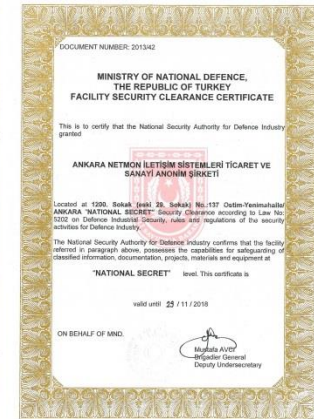 DOCUMENT NUMBER: 2013/42
MINISTRY OF NATIONAL DEFENCE,
THE REPUBLIC OF TURKEY
FACILITY SECURITY CLEARANCE CERTIFICATE
This is to certify that the National Security Authority for Defence Industry
granted
ANKARA NETMON İLETİŞİM SİSTEMLERİ TİCARET VE
SANAYİ ANONİM ŞİRKETİ
Located at 1200. Sokak (eski 29. Sokak) No.:137 Ostim-Yenimahalle/
ANKARA "NATIONAL SECRET" Security Clearance according to Law No:
5202 on Defence Industrial Security, rules and regulations of the security
activities for Defence Industry.
The National Security Authority for Defence Industry confirms that the facility
referred in paragraph above, possesses the capabilities for safeguarding of
classified information, documentation, projects, materials and equipment at
"NATIONAL SECRET" level. This certificate is
valid until / 11 / 2018
ON BEHALF OF MND.
Mustafa AVCI
Brigadier General
Deputy Undersecretary